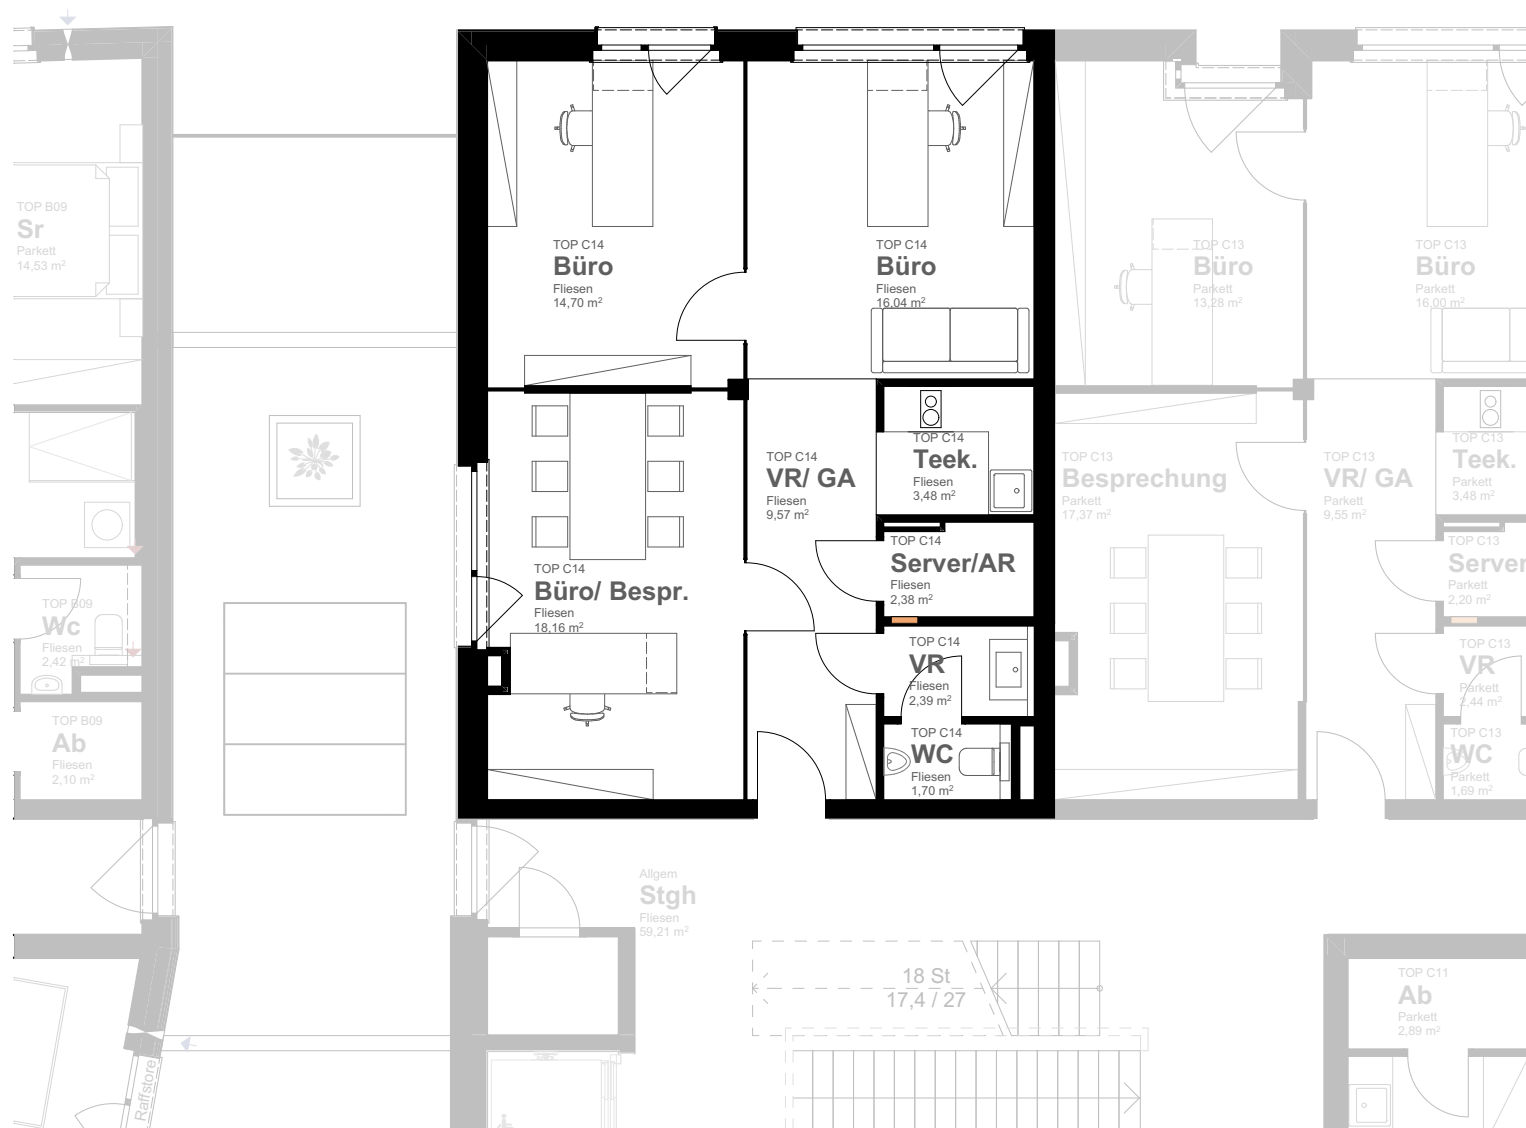 TOP B09
Sr
Parkett
14,53 m²
TOP C14
Büro
Fliesen
14,70 m²
TOP C14
Büro
Fliesen
16,04 m²
TOP C13
Büro
Parkett
13,28 m²
TOP C13
Büro
Parkett
16,00 m²
TOP C14
VR/ GA
Fliesen
9,57 m²
TOP C14
Teek.
Fliesen
3,48 m²
TOP C13
Besprechung
Parkett
17,37 m²
TOP C13
VR/ GA
Parkett
9,55 m²
TOP C13
Teek.
Parkett
3,48 m²
TOP C14
Server/AR
Fliesen
2,38 m²
TOP C13
Server
Parkett
2,20 m²
TOP C14
Büro/ Bespr.
Fliesen
18,16 m²
TOP B09
Wc
Fliesen
2,42 m²
TOP C14
VR
Fliesen
2,39 m²
TOP C13
VR
Parkett
2,44 m²
TOP B09
Ab
Fliesen
2,10 m²
TOP C14
WC
Fliesen
1,70 m²
TOP C13
WC
Parkett
1,69 m²
Allgem
Stgh
Fliesen
59,21 m²
18 St
17,4 / 27
TOP C11
Ab
Parkett
2,89 m²
Raffstore